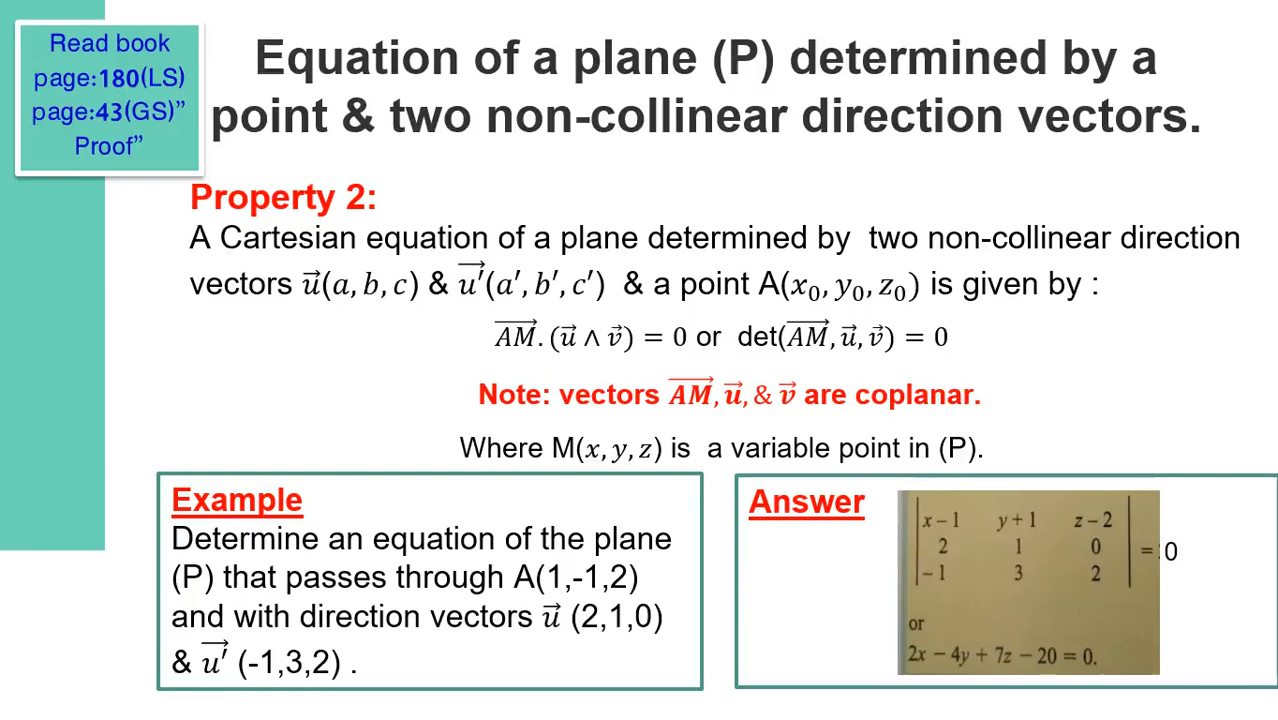 Read book
page:180(LS)
page:43(GS)”
Proof”
Equation of a plane (P) determined by a
point & two non-collinear direction vectors.
Property 2:
A Cartesian equation of a plane determined by two non-collinear direction
vectors u⃗(a, b, c) & u′⃗(a′, b′, c′) & a point A(x₀, y₀, z₀) is given by :
AM⃗. (u⃗ ∧ v⃗) = 0 or det(AM⃗, u⃗, v⃗) = 0
Note: vectors AM⃗, u⃗, & v⃗ are coplanar.
Where M(x, y, z) is a variable point in (P).
Example
Determine an equation of the plane
(P) that passes through A(1,-1,2)
and with direction vectors u⃗ (2,1,0)
& u′⃗ (-1,3,2) .
Answer
|x − 1 y + 1 z − 2|
|2 1 0| = 0
|− 1 3 2|
or
2x − 4y + 7z − 20 = 0.